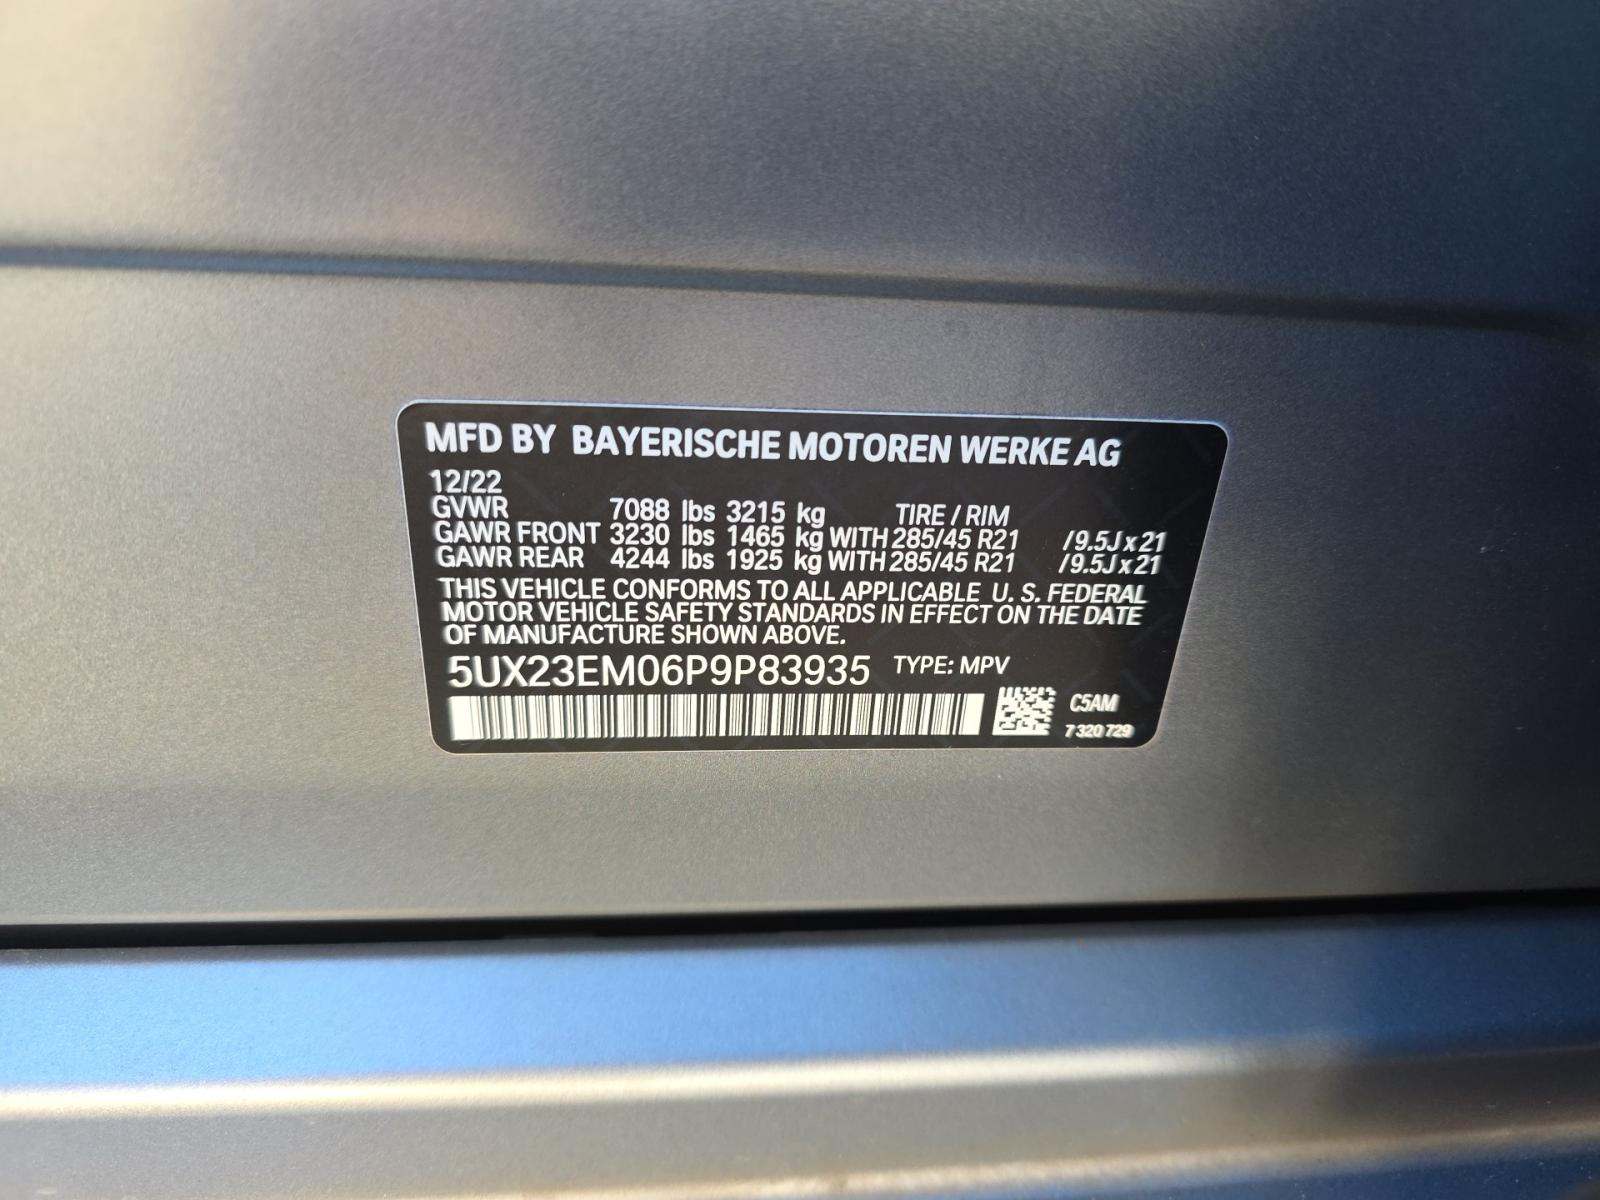 MFD BY BAYERISCHE MOTOREN WERKE AG
12/22
GVWR 7088 lbs 3215 kg TIRE / RIM
GAWR FRONT 3230 lbs 1465 kg WITH 285/45 R21 /9.5J x 21
GAWR REAR 4244 lbs 1925 kg WITH 285/45 R21 /9.5J x 21
THIS VEHICLE CONFORMS TO ALL APPLICABLE U. S. FEDERAL
MOTOR VEHICLE SAFETY STANDARDS IN EFFECT ON THE DATE
OF MANUFACTURE SHOWN ABOVE.
5UX23EM06P9P83935 TYPE: MPV
C5AM
7 320 729